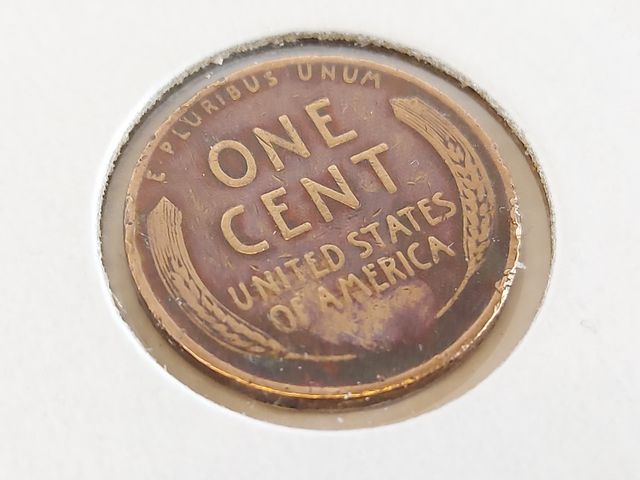 E PLURIBUS UNUM
ONE
CENT
UNITED STATES
OF AMERICA